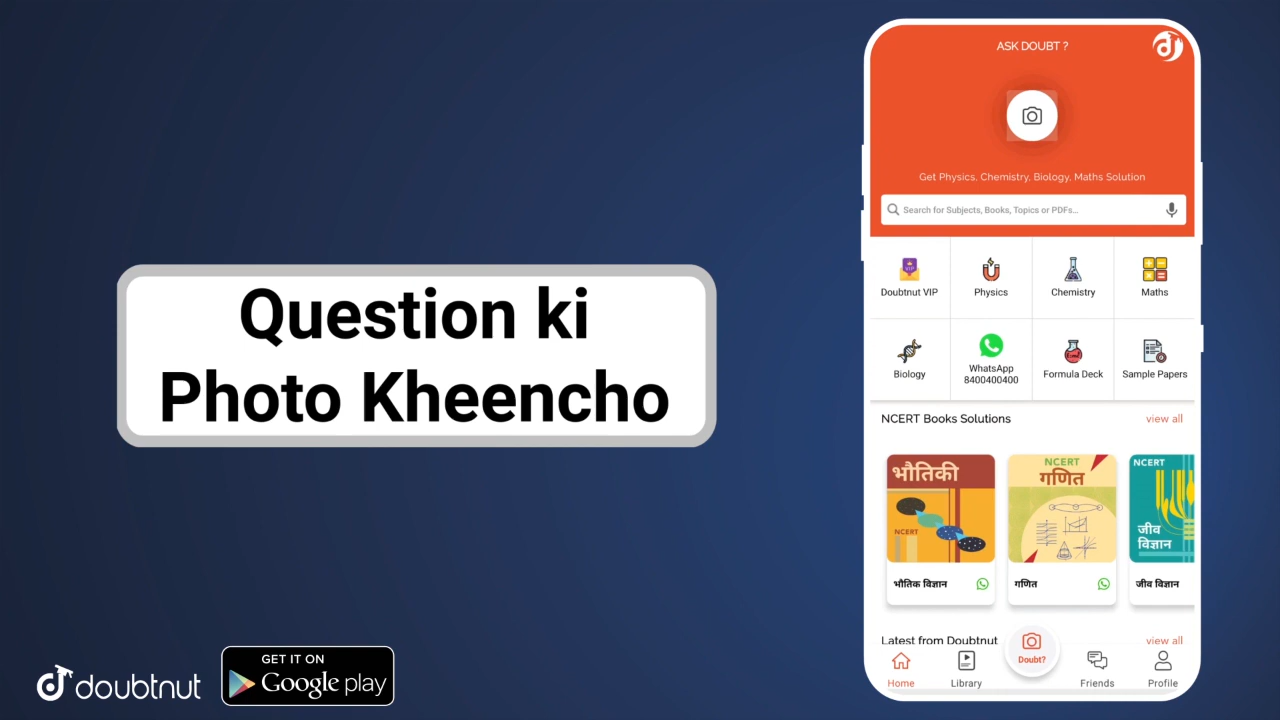 Question ki
Photo Kheencho
doubtnut
GET IT ON
Google play
ASK DOUBT ?
Get Physics, Chemistry, Biology, Maths Solution
Search for Subjects, Books, Topics or PDFs...
VIP
Doubtnut VIP
Physics
Chemistry
Maths
Biology
WhatsApp
8400400400
Formula Deck
Sample Papers
NCERT Books Solutions
view all
भौतिकी
NCERT
भौतिक विज्ञान
NCERT
गणित
गणित
NCERT
जीव
विज्ञान
जीव विज्ञान
Latest from Doubtnut
view all
Home
Library
Doubt?
Friends
Profile